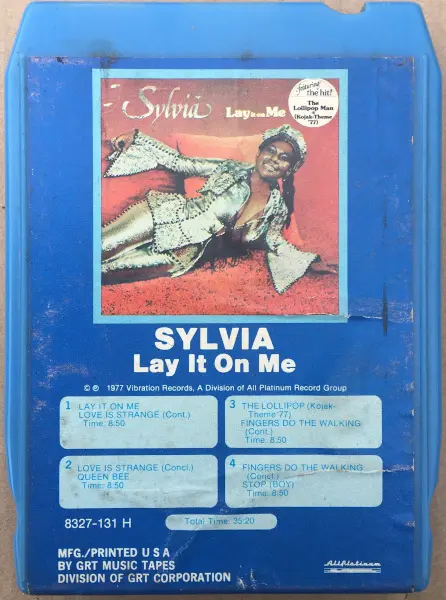 Sylvia
Lay It on Me
featuring
the hit!
The
Lollipop Man
(Kojak-Theme
'77)
SYLVIA
Lay It On Me
© ℗ 1977 Vibration Records, A Division of All Platinum Record Group
1 LAY IT ON ME
LOVE IS STRANGE (Cont.)
Time: 8:50
2 LOVE IS STRANGE (Concl.)
QUEEN BEE
Time: 8:50
3 THE LOLLIPOP (Kojak-
Theme '77)
FINGERS DO THE WALKING
(Cont.)
Time: 8:50
4 FINGERS DO THE WALKING
(Concl.)
STOP (BOY)
Time: 8:50
8327-131 H
Total Time: 35:20
MFG./PRINTED U S A
BY GRT MUSIC TAPES
DIVISION OF GRT CORPORATION
All Platinum